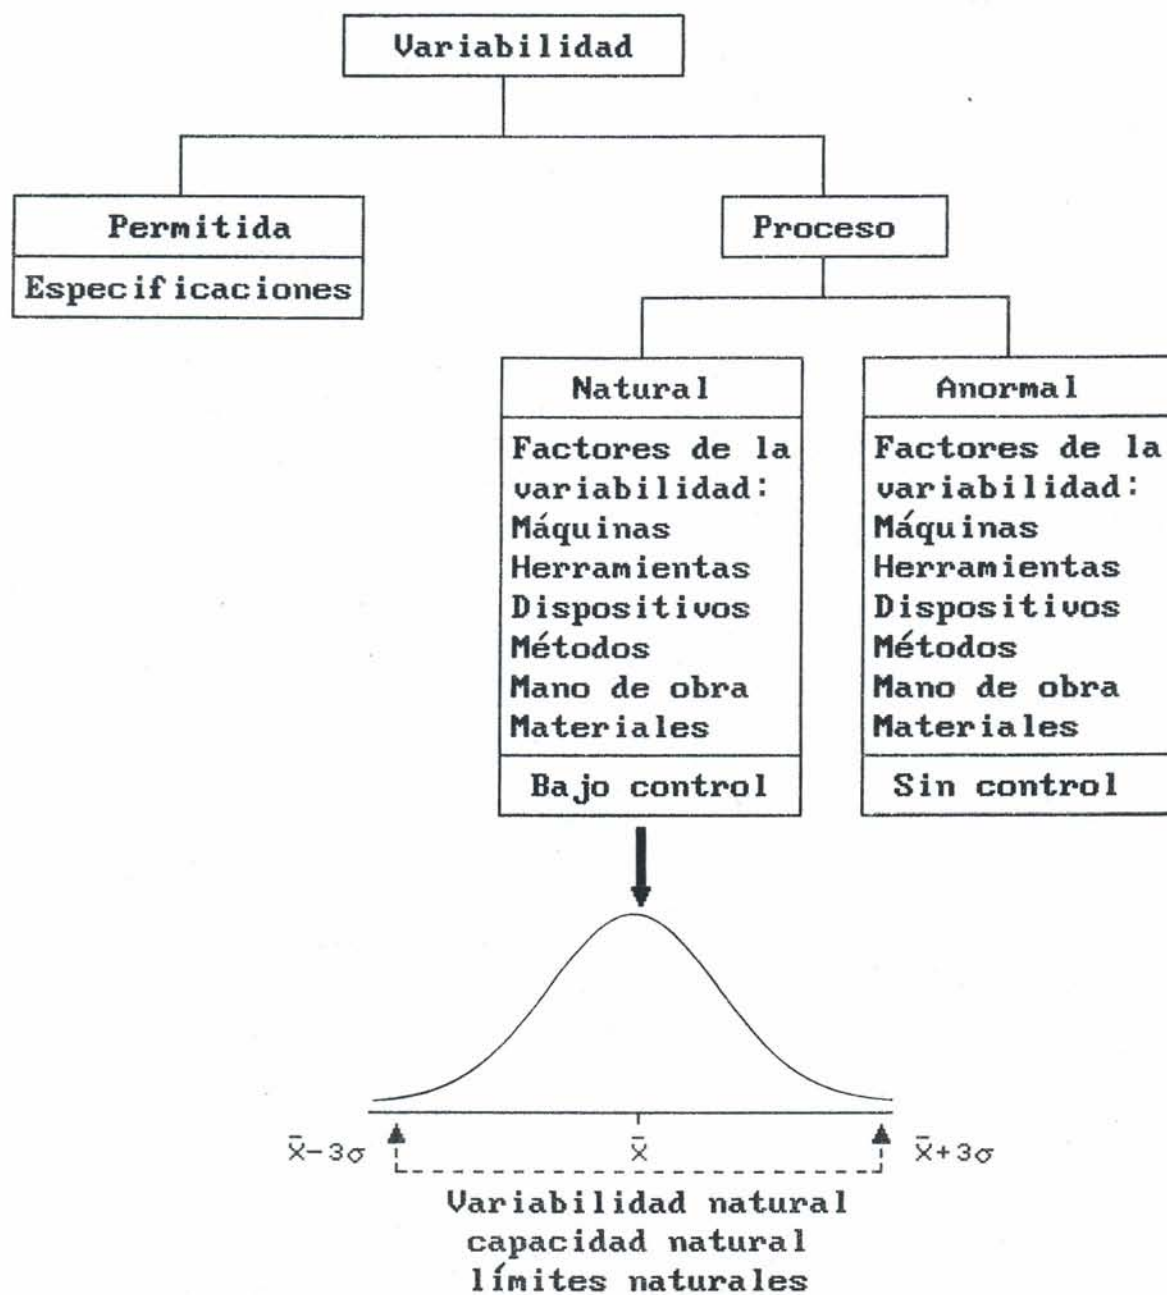 Variabilidad
Permitida
Especificaciones
Proceso
Natural
Factores de la
variabilidad:
Máquinas
Herramientas
Dispositivos
Métodos
Mano de obra
Materiales
Bajo control
Anormal
Factores de la
variabilidad:
Máquinas
Herramientas
Dispositivos
Métodos
Mano de obra
Materiales
Sin control
x̄-3σ
x̄
x̄+3σ
Variabilidad natural
capacidad natural
límites naturales